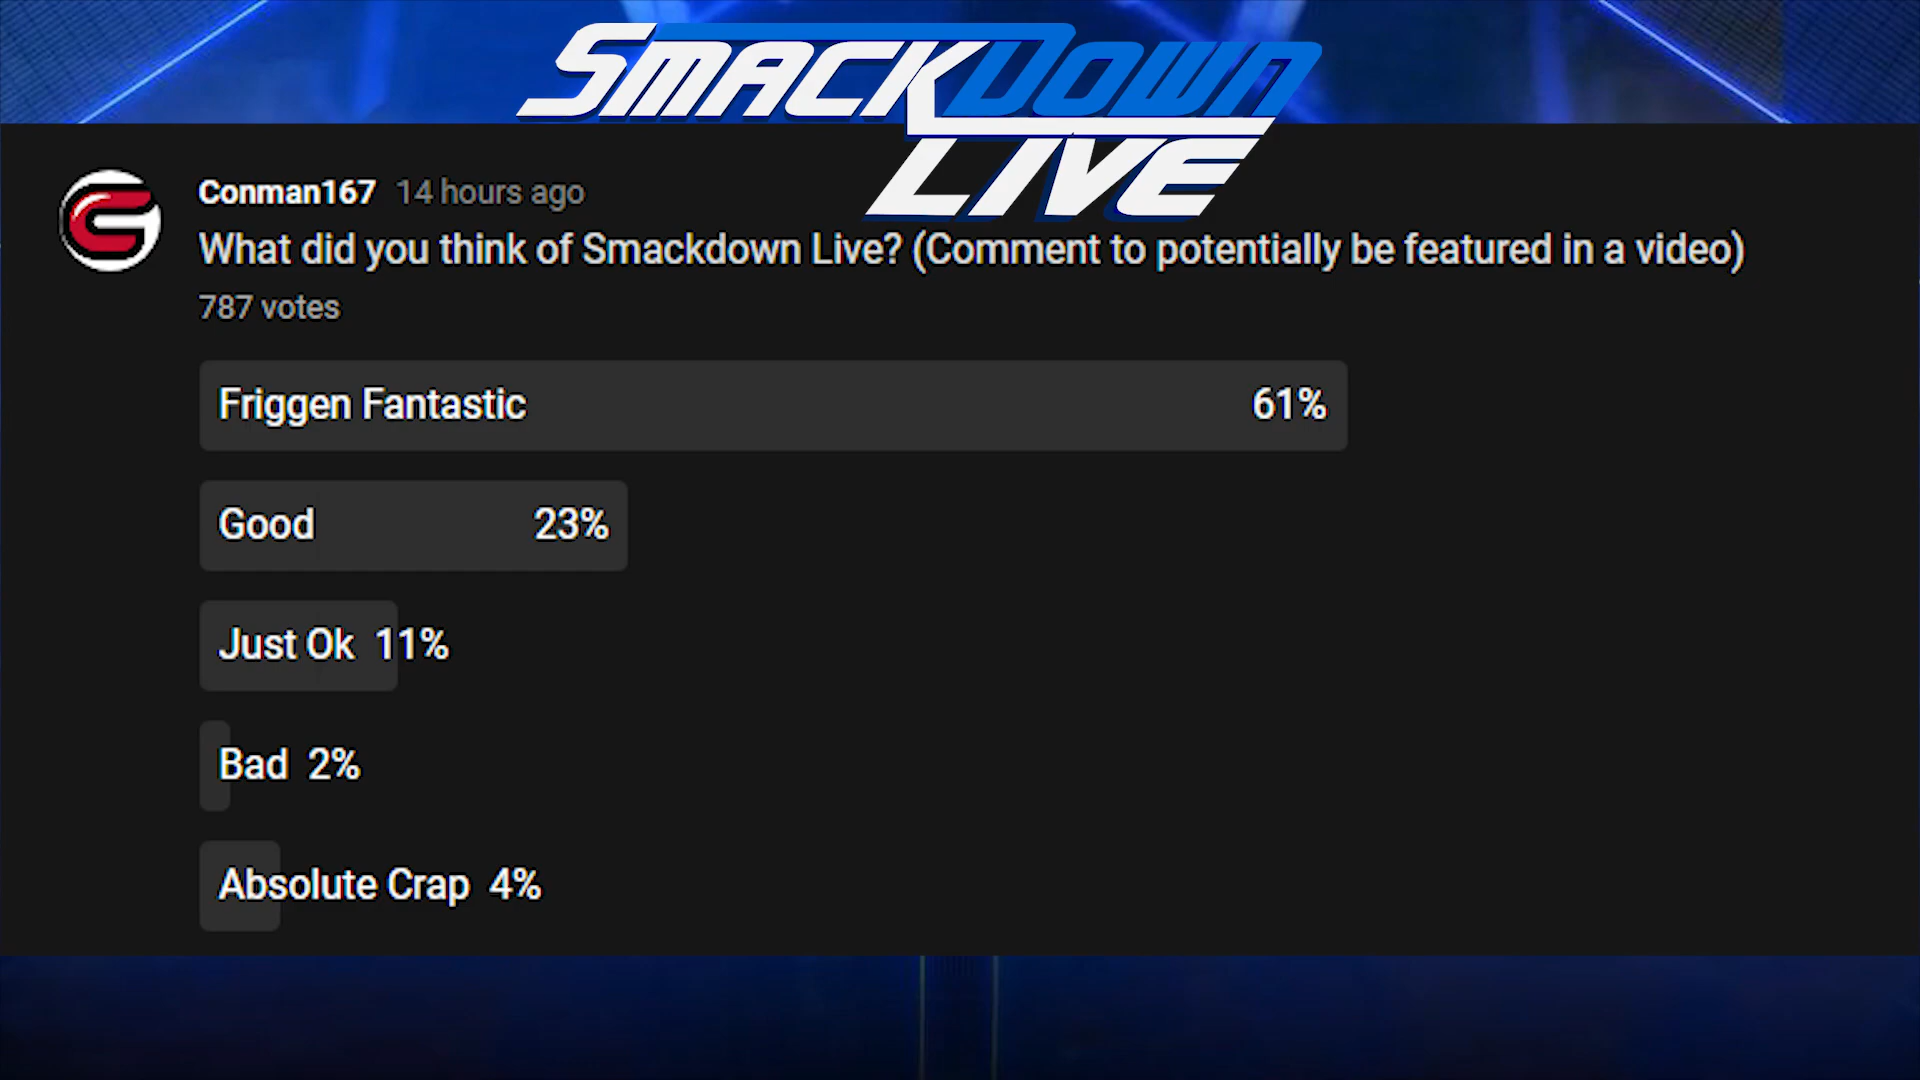 SMACKDOWN
LIVE
Conman167 14 hours ago
What did you think of Smackdown Live? (Comment to potentially be featured in a video)
787 votes
Friggen Fantastic 61%
Good 23%
Just Ok 11%
Bad 2%
Absolute Crap 4%